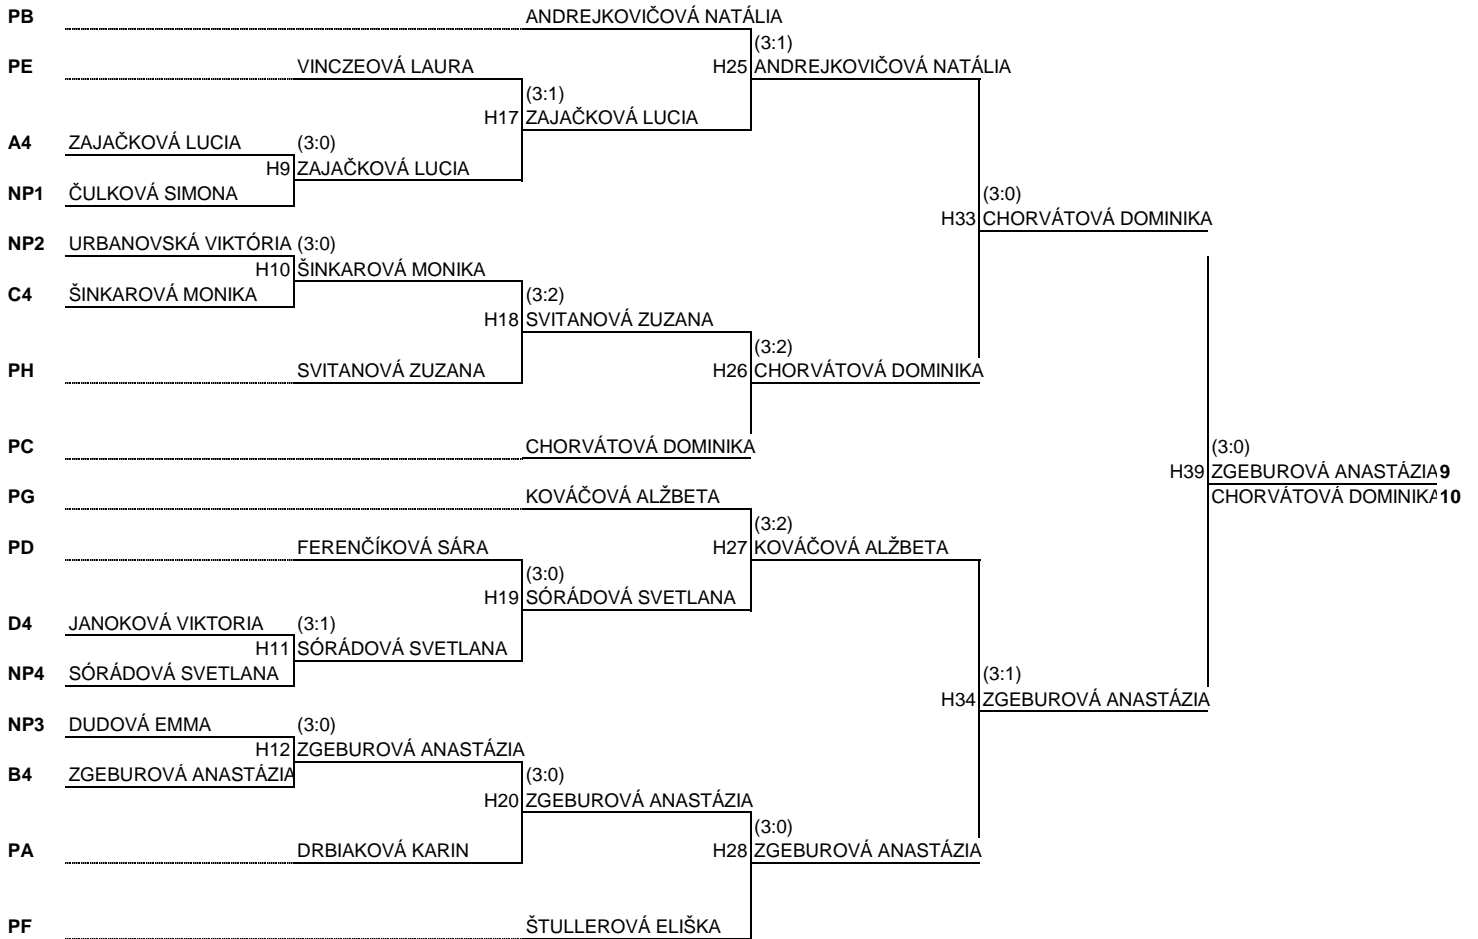 PB ANDREJKOVIČOVÁ NATÁLIA
(3:1)
PE VINCZEOVÁ LAURA H25 ANDREJKOVIČOVÁ NATÁLIA
(3:1)
H17 ZAJAČKOVÁ LUCIA
A4 ZAJAČKOVÁ LUCIA (3:0)
H9 ZAJAČKOVÁ LUCIA
NP1 ČULKOVÁ SIMONA (3:0)
H33 CHORVÁTOVÁ DOMINIKA
NP2 URBANOVSKÁ VIKTÓRIA (3:0)
H10 ŠINKAROVÁ MONIKA
C4 ŠINKAROVÁ MONIKA (3:2)
H18 SVITANOVÁ ZUZANA
(3:2)
PH SVITANOVÁ ZUZANA H26 CHORVÁTOVÁ DOMINIKA
PC CHORVÁTOVÁ DOMINIKA (3:0)
H39 ZGEBUROVÁ ANASTÁZIA 9
PG KOVÁČOVÁ ALŽBETA CHORVÁTOVÁ DOMINIKA 10
(3:2)
PD FERENČÍKOVÁ SÁRA H27 KOVÁČOVÁ ALŽBETA
(3:0)
H19 SÓRÁDOVÁ SVETLANA
D4 JANOKOVÁ VIKTORIA (3:1)
H11 SÓRÁDOVÁ SVETLANA
NP4 SÓRÁDOVÁ SVETLANA (3:1)
H34 ZGEBUROVÁ ANASTÁZIA
NP3 DUDOVÁ EMMA (3:0)
H12 ZGEBUROVÁ ANASTÁZIA
B4 ZGEBUROVÁ ANASTÁZIA (3:0)
H20 ZGEBUROVÁ ANASTÁZIA
(3:0)
PA DRBIAKOVÁ KARIN H28 ZGEBUROVÁ ANASTÁZIA
PF ŠTULLEROVÁ ELIŠKA